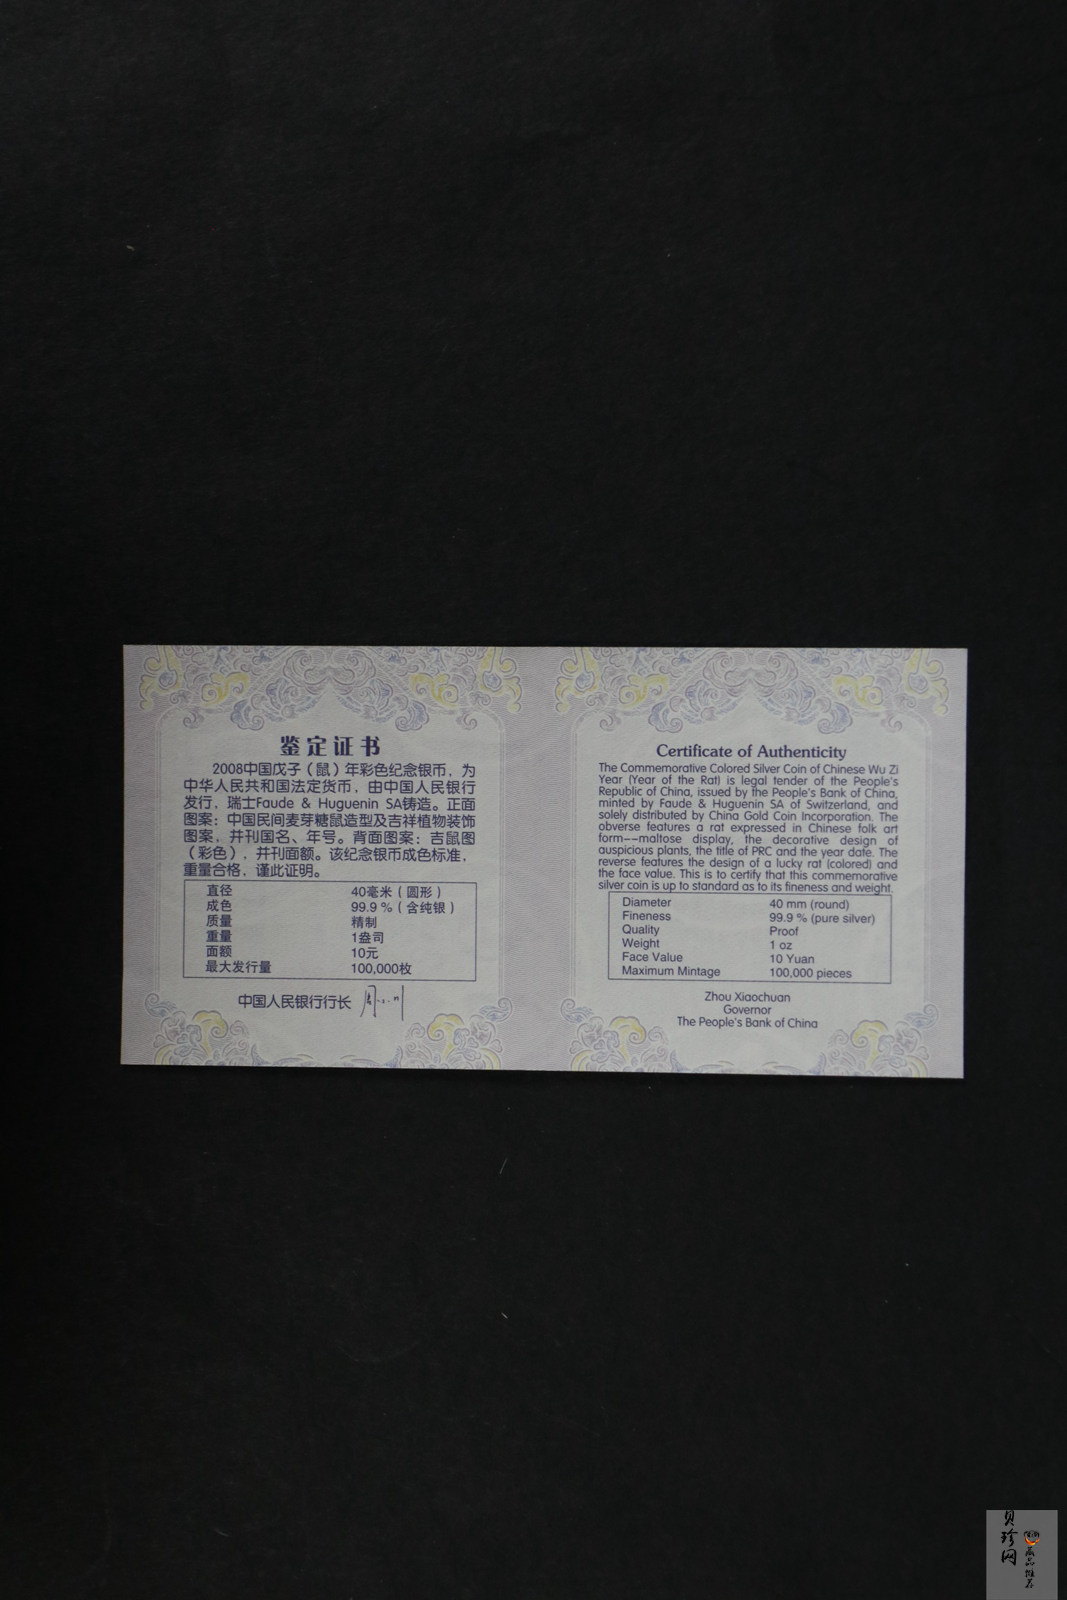 鉴定证书
2008中国戊子（鼠）年彩色纪念银币，为
中华人民共和国法定货币，由中国人民银行
发行，瑞士Faude & Huguenin SA铸造。正面
图案：中国民间麦芽糖鼠造型及吉祥植物装饰
图案，并刊国名、年号。背面图案：吉鼠图
（彩色），并刊面额。该纪念银币成色标准，
重量合格，谨此证明。
直径 40毫米（圆形）
成色 99.9 %（含纯银）
质量 精制
重量 1盎司
面额 10元
最大发行量 100,000枚
中国人民银行行长
Certificate of Authenticity
The Commemorative Colored Silver Coin of Chinese Wu Zi
Year (Year of the Rat) is legal tender of the People's
Republic of China, issued by the People's Bank of China,
minted by Faude & Huguenin SA of Switzerland, and
solely distributed by China Gold Coin Incorporation. The
obverse features a rat expressed in Chinese folk art
form--maltose display, the decorative design of
auspicious plants, the title of PRC and the year date. The
reverse features the design of a lucky rat (colored) and
the face value. This is to certify that this commemorative
silver coin is up to standard as to its fineness and weight.
Diameter 40 mm (round)
Fineness 99.9 % (pure silver)
Quality Proof
Weight 1 oz
Face Value 10 Yuan
Maximum Mintage 100,000 pieces
Zhou Xiaochuan
Governor
The People's Bank of China
贝珍网
藏品推荐